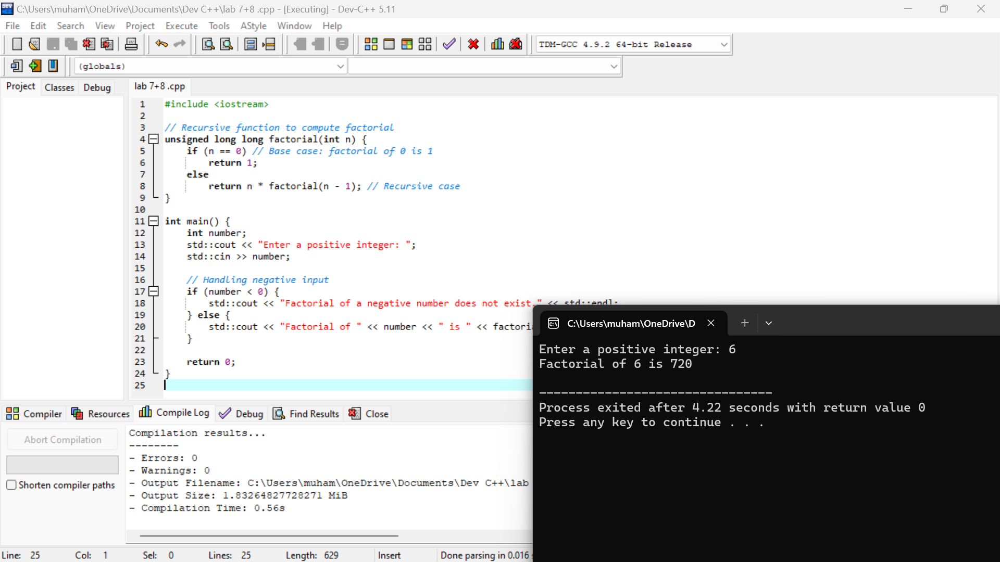 C:\Users\muham\OneDrive\Documents\Dev C++\lab 7+8 .cpp - [Executing] - Dev-C++ 5.11
File Edit Search View Project Execute Tools AStyle Window Help
TDM-GCC 4.9.2 64-bit Release
(globals)
Project Classes Debug
lab 7+8 .cpp
1 #include <iostream>
2
3 // Recursive function to compute factorial
4 unsigned long long factorial(int n) {
5 if (n == 0) // Base case: factorial of 0 is 1
6 return 1;
7 else
8 return n * factorial(n - 1); // Recursive case
9 }
10
11 int main() {
12 int number;
13 std::cout << "Enter a positive integer: ";
14 std::cin >> number;
15
16 // Handling negative input
17 if (number < 0) {
18 std::cout << "Factorial of a negative number does not exist." << std::endl;
19 } else {
20 std::cout << "Factorial of " << number << " is " << factoria
21 }
22
23 return 0;
24 }
25
C:\Users\muham\OneDrive\D
Enter a positive integer: 6
Factorial of 6 is 720
--------------------------------
Process exited after 4.22 seconds with return value 0
Press any key to continue . . .
Compiler Resources Compile Log Debug Find Results Close
Abort Compilation
Shorten compiler paths
Compilation results...
--------
- Errors: 0
- Warnings: 0
- Output Filename: C:\Users\muham\OneDrive\Documents\Dev C++\lab
- Output Size: 1.83264827728271 MiB
- Compilation Time: 0.56s
Line: 25 Col: 1 Sel: 0 Lines: 25 Length: 629 Insert Done parsing in 0.016